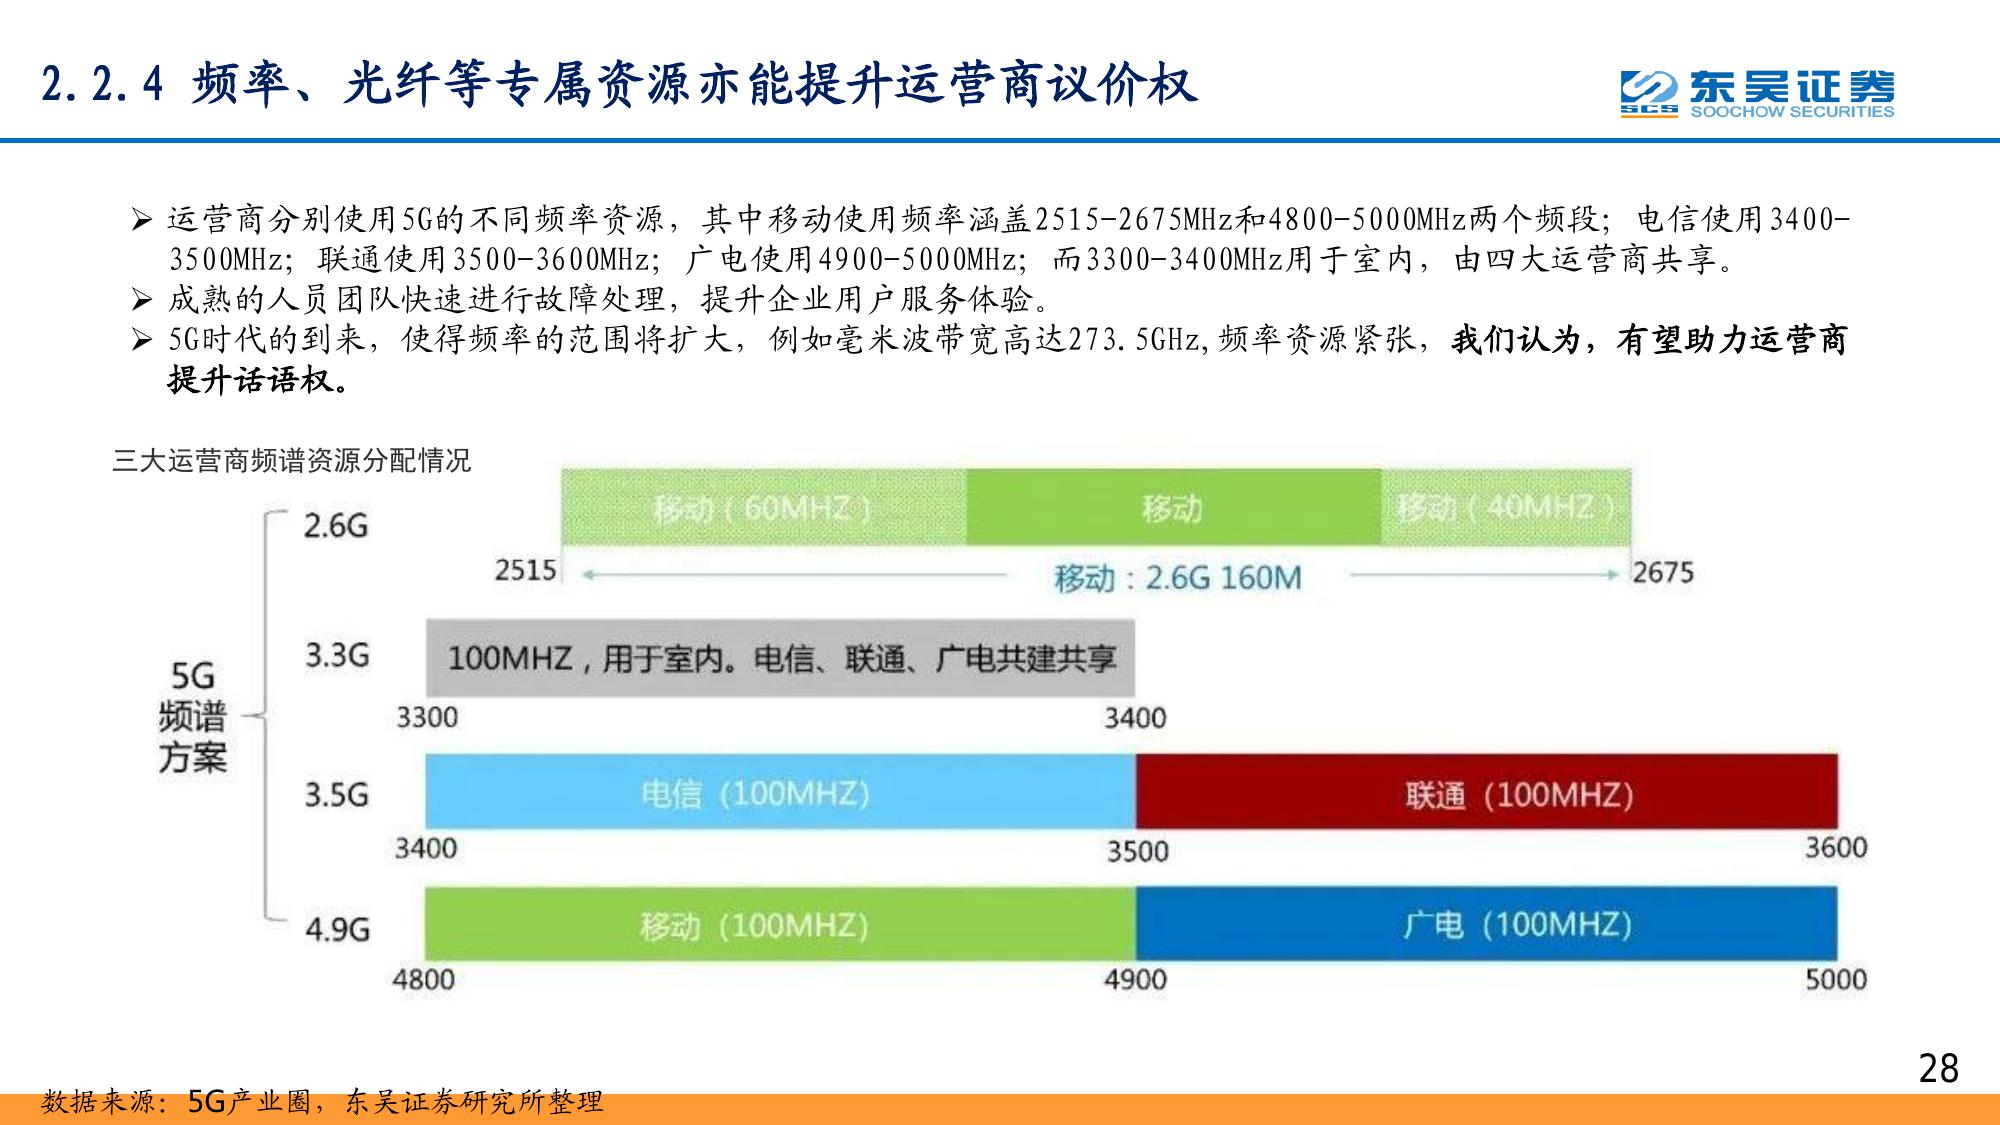 2.2.4 频率、光纤等专属资源亦能提升运营商议价权
东吴证券
SCS
SOOCHOW SECURITIES
➢ 运营商分别使用5G的不同频率资源，其中移动使用频率涵盖2515-2675MHz和4800-5000MHz两个频段；电信使用3400-
3500MHz；联通使用3500-3600MHz；广电使用4900-5000MHz；而3300-3400MHz用于室内，由四大运营商共享。
➢ 成熟的人员团队快速进行故障处理，提升企业用户服务体验。
➢ 5G时代的到来，使得频率的范围将扩大，例如毫米波带宽高达273.5GHz,频率资源紧张，我们认为，有望助力运营商
提升话语权。
三大运营商频谱资源分配情况
2.6G
移动（60MHZ）
移动
移动（40MHZ）
2515
移动：2.6G 160M
2675
5G
频谱
方案
3.3G
100MHZ，用于室内。电信、联通、广电共建共享
3300
3400
3.5G
电信（100MHZ）
联通（100MHZ）
3400
3500
3600
4.9G
移动（100MHZ）
广电（100MHZ）
4800
4900
5000
28
数据来源：5G产业圈，东吴证券研究所整理